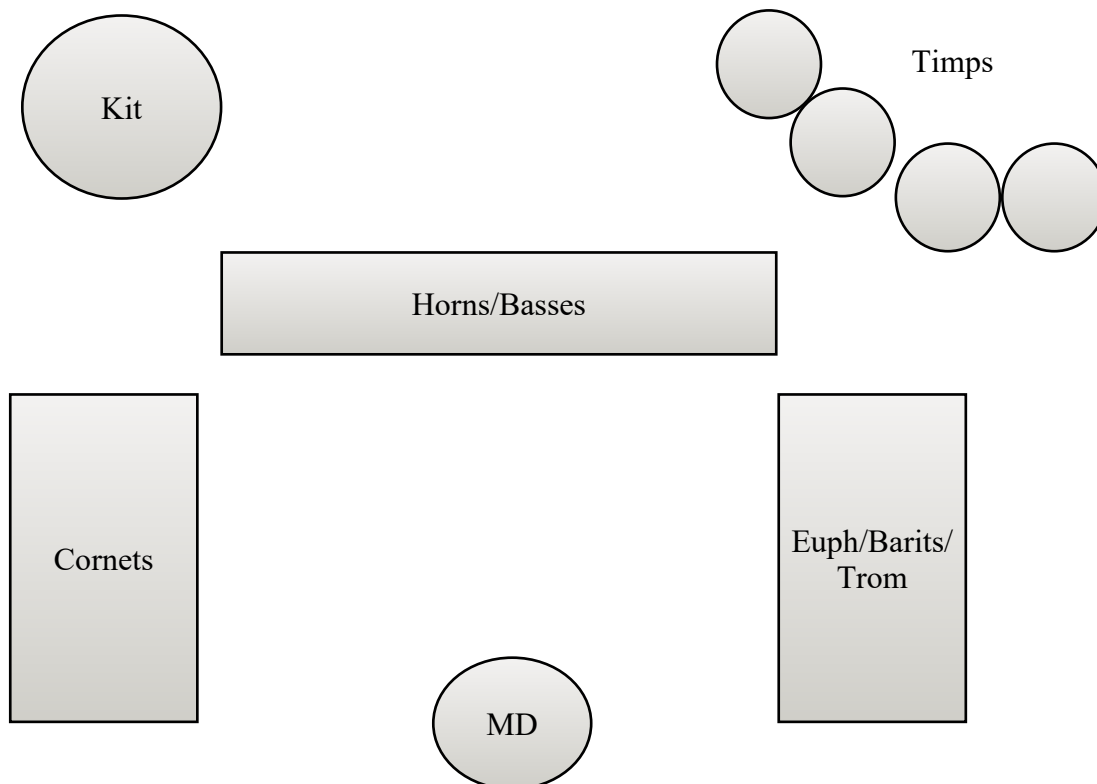 Timps
Kit
Horns/Basses
Cornets
Euph/Barits/
Trom
MD